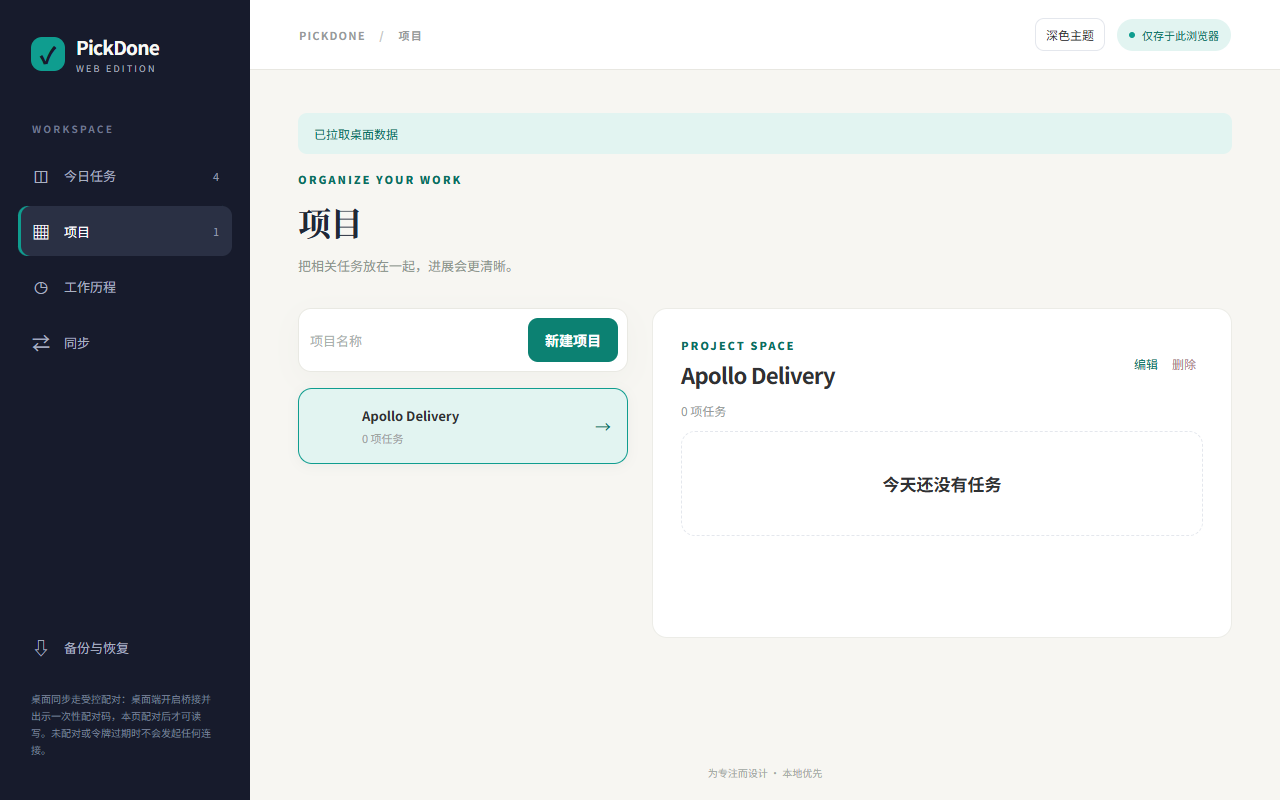 PickDone
WEB EDITION
WORKSPACE
今日任务 4
项目 1
工作历程
同步
备份与恢复
桌面同步走受控配对：桌面端开启桥接并
出示一次性配对码，本页配对后才可读
写。未配对或令牌过期时不会发起任何连
接。
PICKDONE / 项目
深色主题
仅存于此浏览器
已拉取桌面数据
ORGANIZE YOUR WORK
项目
把相关任务放在一起，进展会更清晰。
项目名称
新建项目
Apollo Delivery
0 项任务
→
PROJECT SPACE
Apollo Delivery
编辑 删除
0 项任务
今天还没有任务
为专注而设计 · 本地优先